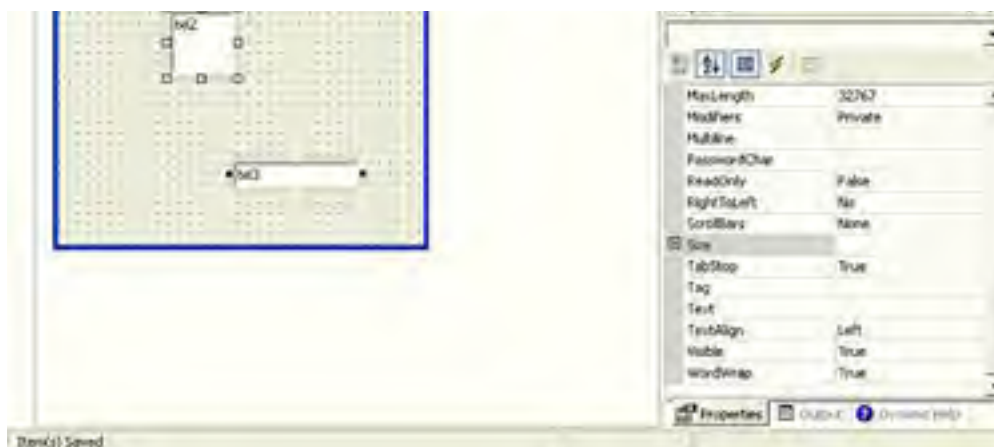 txt2
txt3
MaxLength 32767
Modifiers Private
Multiline
PasswordChar
ReadOnly False
RightToLeft No
ScrollBars None
Size
TabStop True
Tag
Text
TextAlign Left
Visible True
WordWrap True
Properties Output Dynamic Help
Item(s) Saved